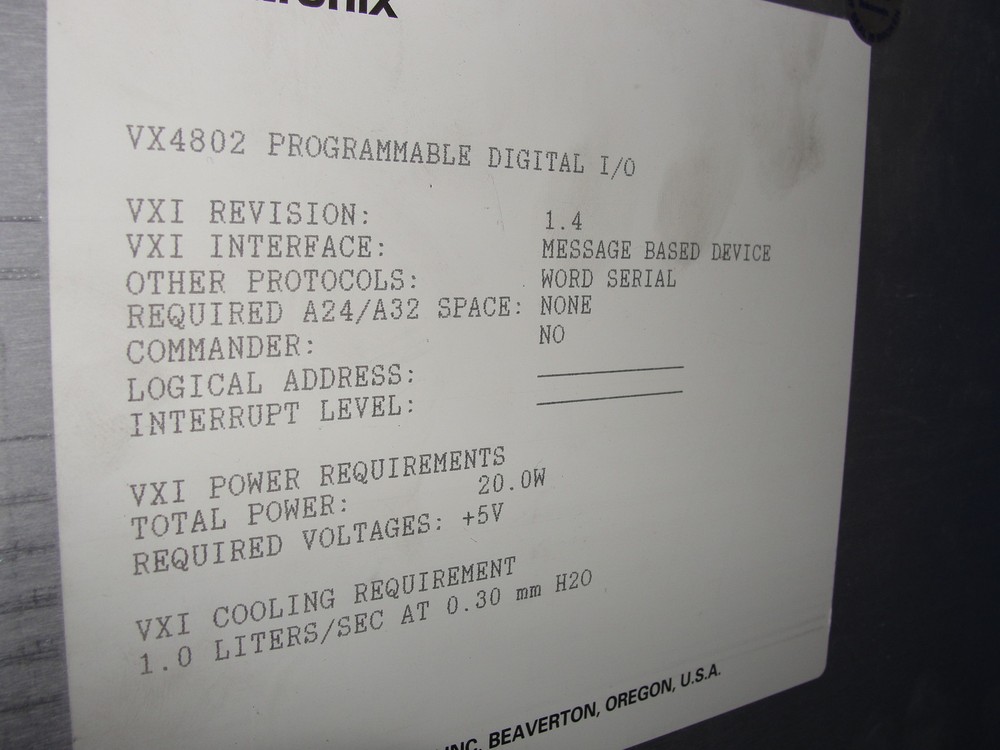 VX4802 PROGRAMMABLE DIGITAL I/O
VXI REVISION: 1.4
VXI INTERFACE: MESSAGE BASED DEVICE
OTHER PROTOCOLS: WORD SERIAL
REQUIRED A24/A32 SPACE: NONE
COMMANDER: NO
LOGICAL ADDRESS:
INTERRUPT LEVEL:
VXI POWER REQUIREMENTS
TOTAL POWER: 20.0W
REQUIRED VOLTAGES: +5V
VXI COOLING REQUIREMENT
1.0 LITERS/SEC AT 0.30 mm H2O
INC. BEAVERTON, OREGON, U.S.A.